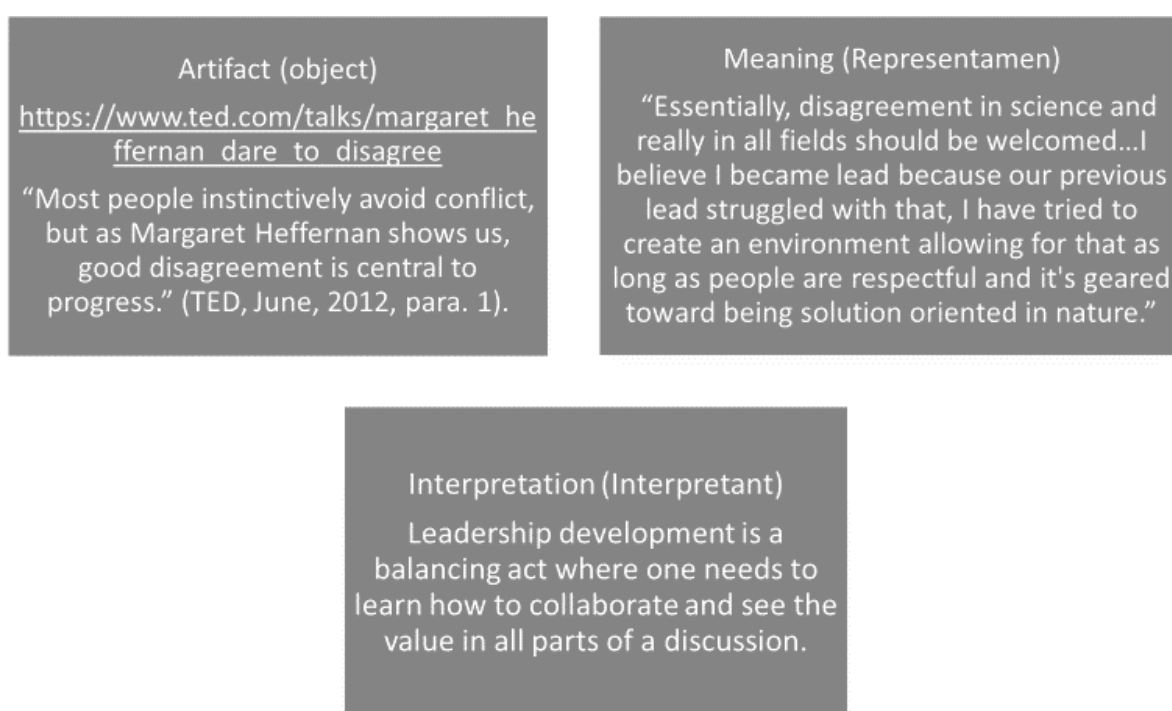 Artifact (object)
https://www.ted.com/talks/margaret_he
ffernan_dare_to_disagree
“Most people instinctively avoid conflict,
but as Margaret Heffernan shows us,
good disagreement is central to
progress.” (TED, June, 2012, para. 1).
Meaning (Representamen)
“Essentially, disagreement in science and
really in all fields should be welcomed...I
believe I became lead because our previous
lead struggled with that, I have tried to
create an environment allowing for that as
long as people are respectful and it's geared
toward being solution oriented in nature.”
Interpretation (Interpretant)
Leadership development is a
balancing act where one needs to
learn how to collaborate and see the
value in all parts of a discussion.